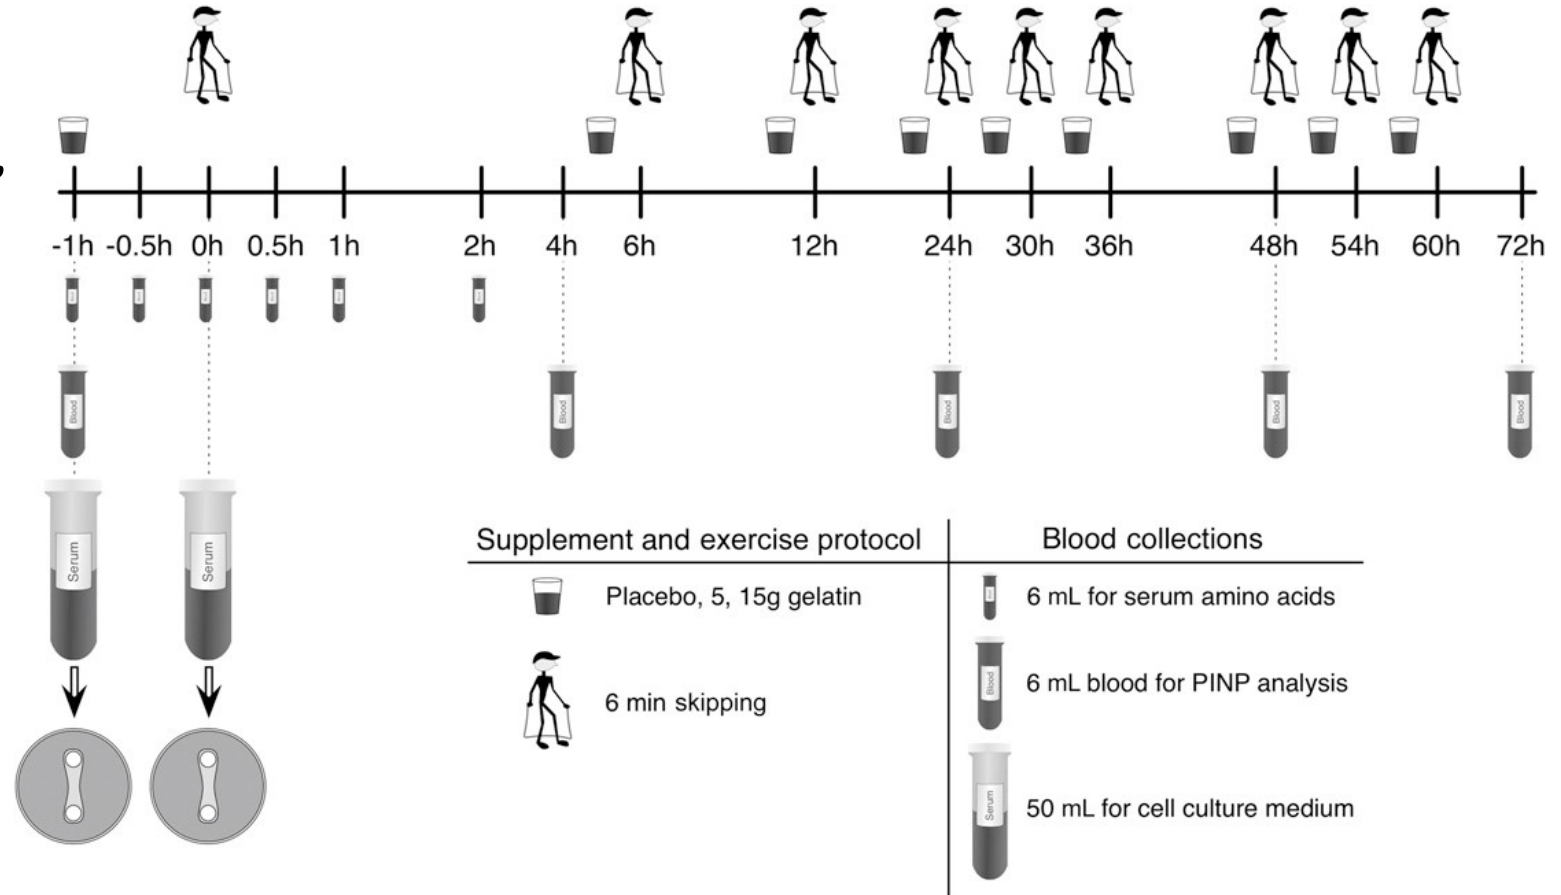 -1h -0.5h 0h 0.5h 1h 2h 4h 6h 12h 24h 30h 36h 48h 54h 60h 72h
Blood Blood Blood Blood Blood
Serum Serum
Supplement and exercise protocol
Placebo, 5, 15g gelatin
6 min skipping
Blood collections
6 mL for serum amino acids
Blood
6 mL blood for PINP analysis
Serum
50 mL for cell culture medium